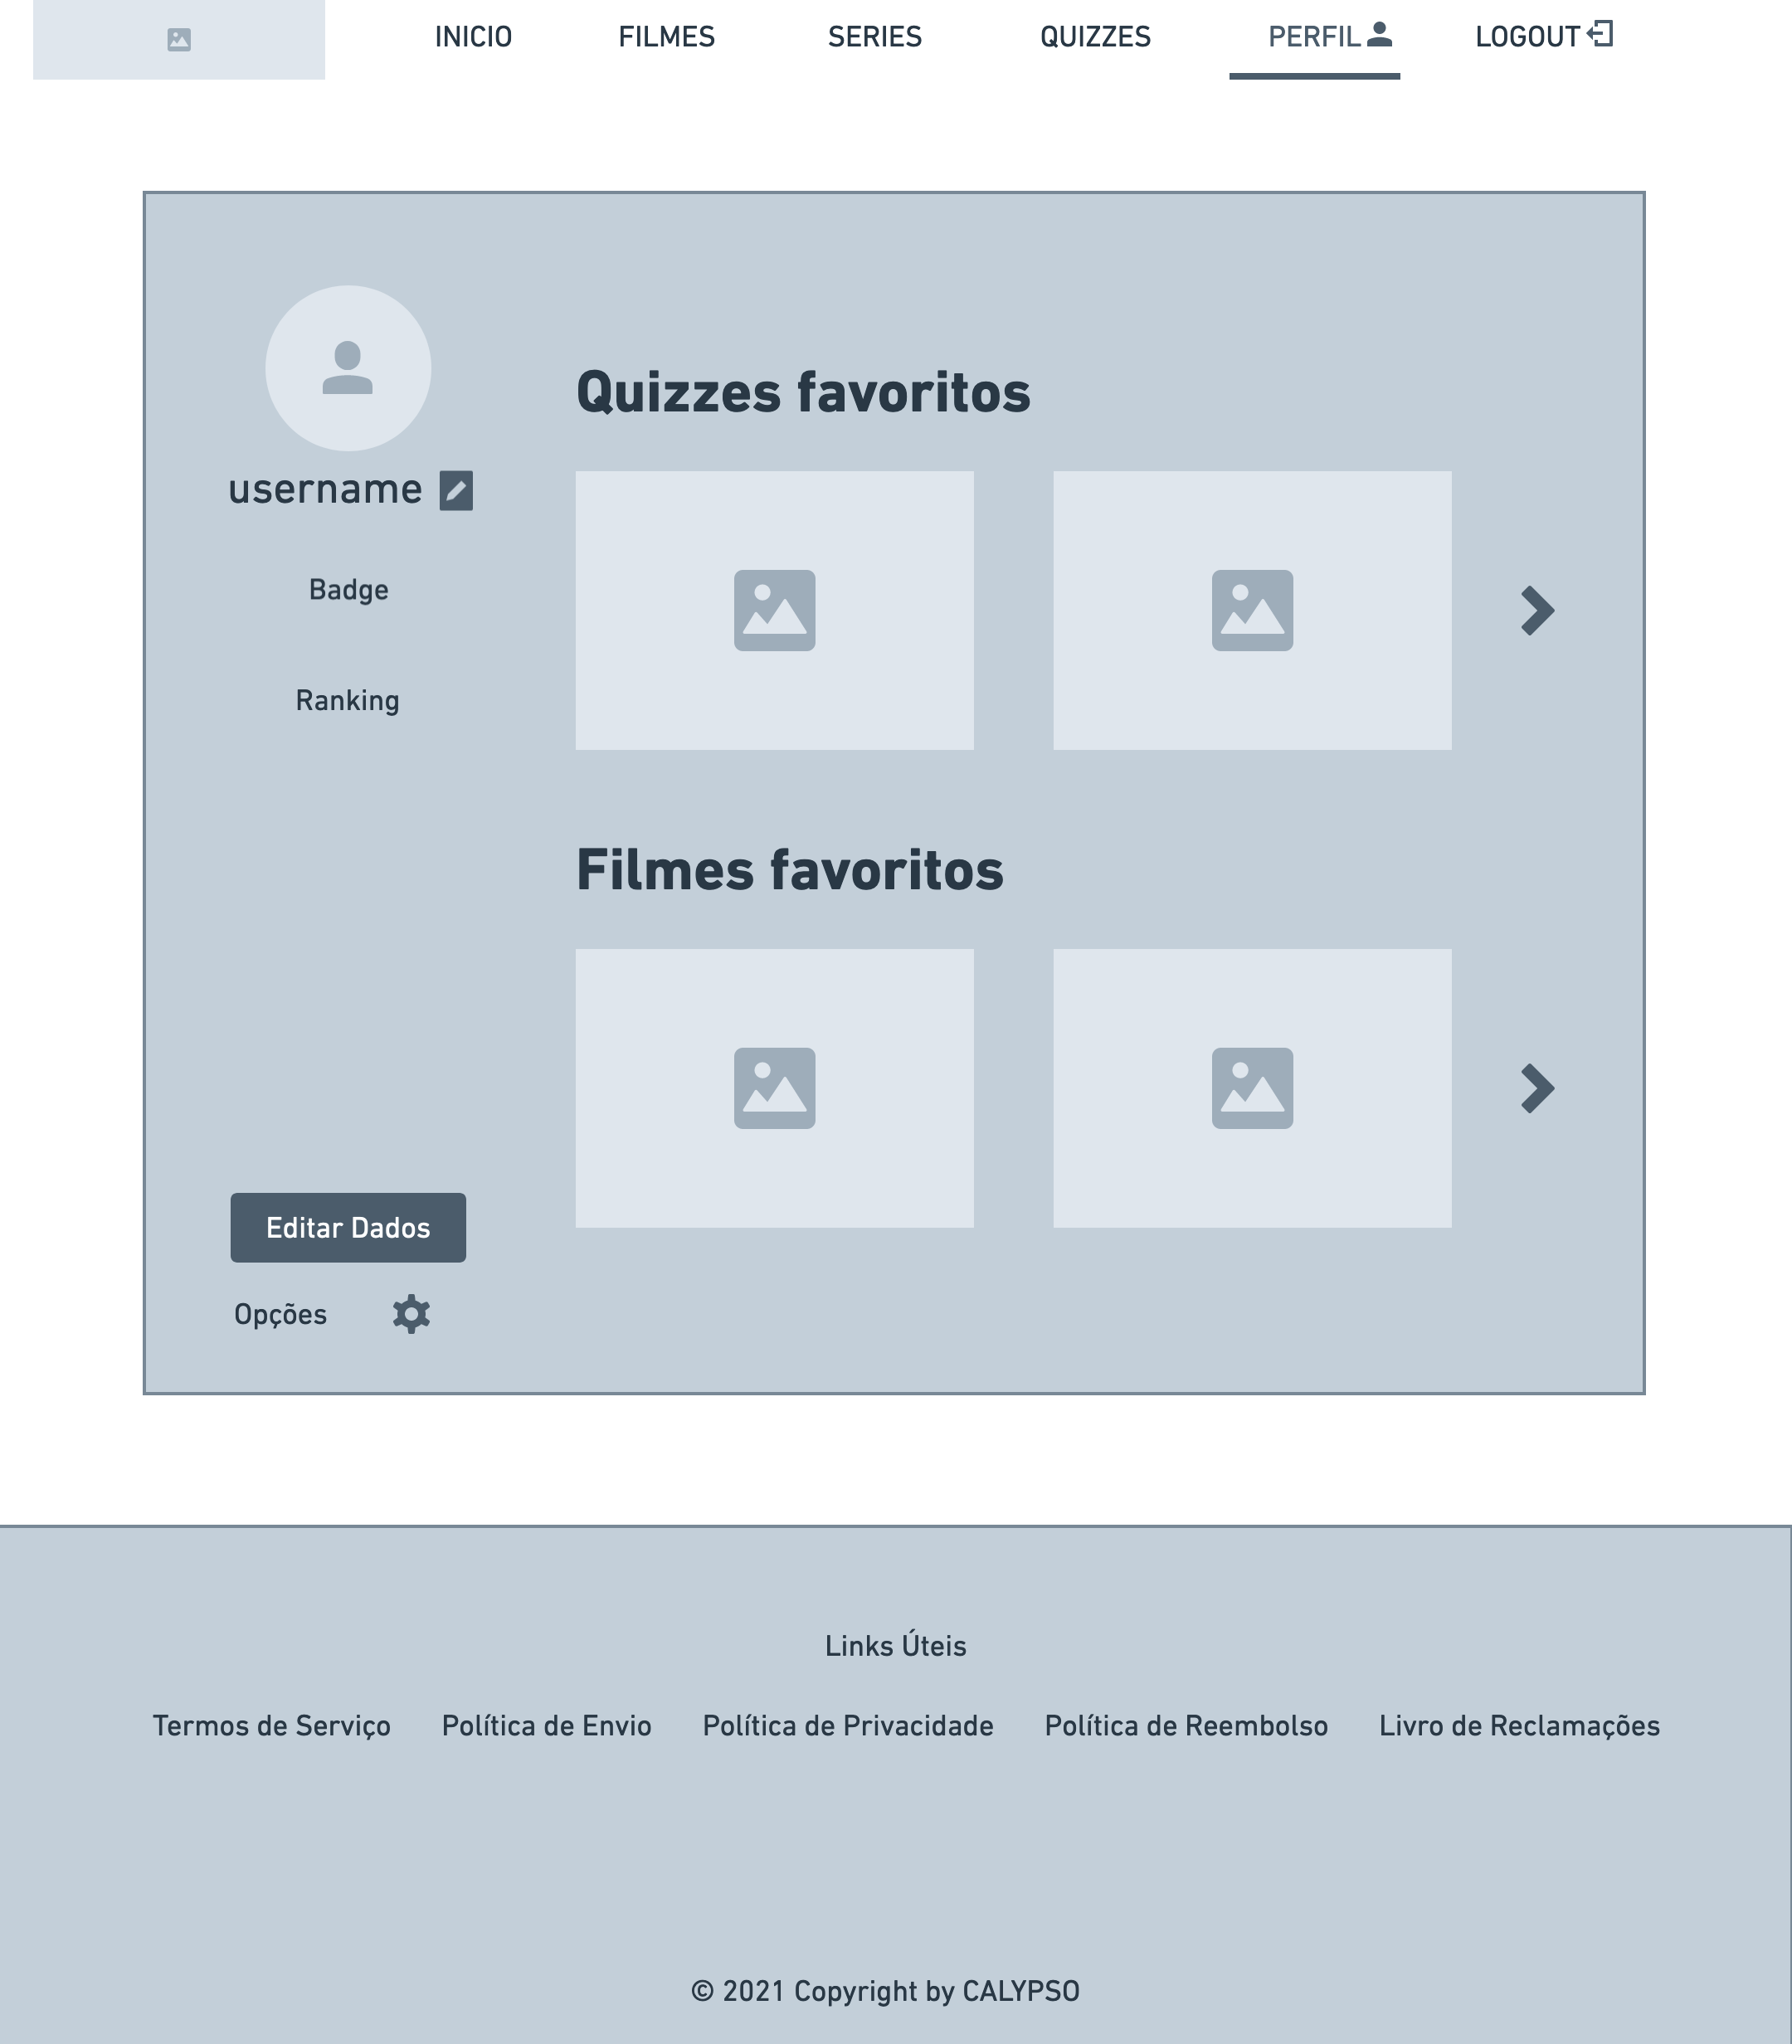 INICIO FILMES SERIES QUIZZES PERFIL LOGOUT
username
Badge
Ranking
Editar Dados
Opções
Quizzes favoritos
Filmes favoritos
Links Úteis
Termos de Serviço Política de Envio Política de Privacidade Política de Reembolso Livro de Reclamações
© 2021 Copyright by CALYPSO